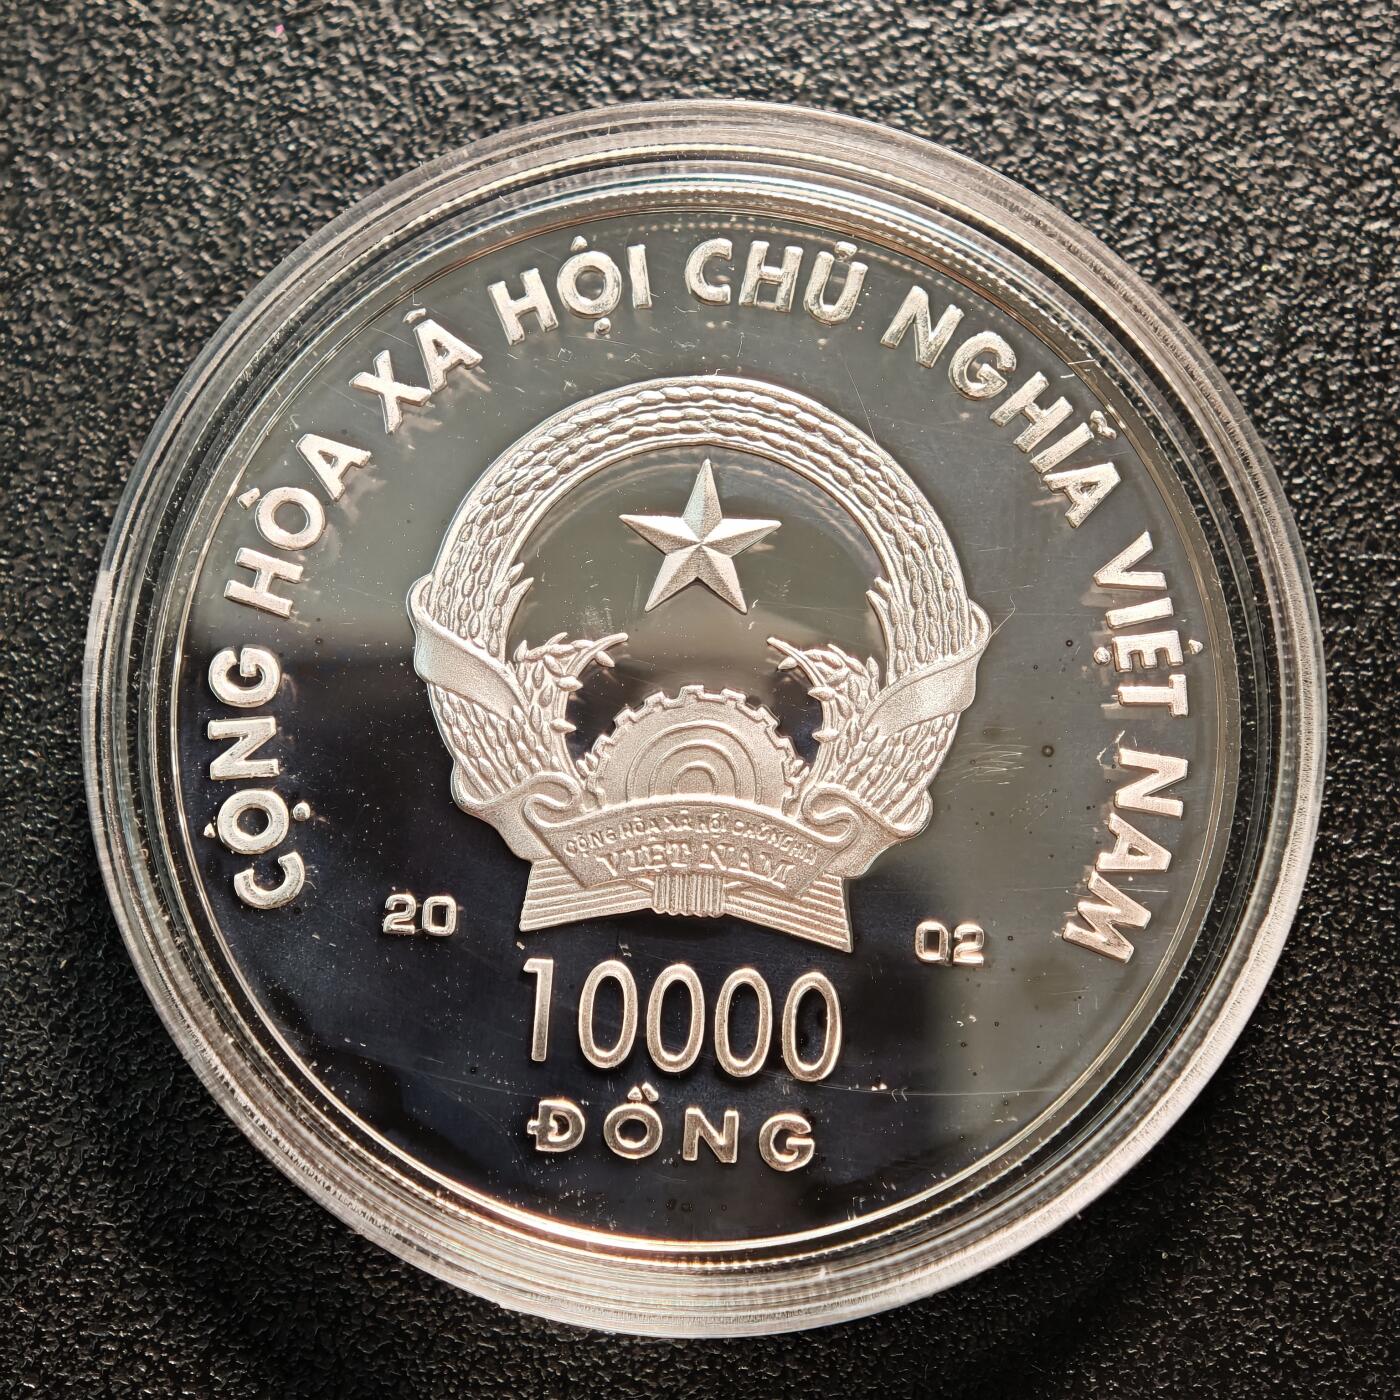 CỘNG HÒA XÃ HỘI CHỦ NGHĨA VIỆT NAM
CỘNG HÒA XÃ HỘI CHỦ NGHĨA
VIỆT NAM
20 02
10000
ĐỒNG